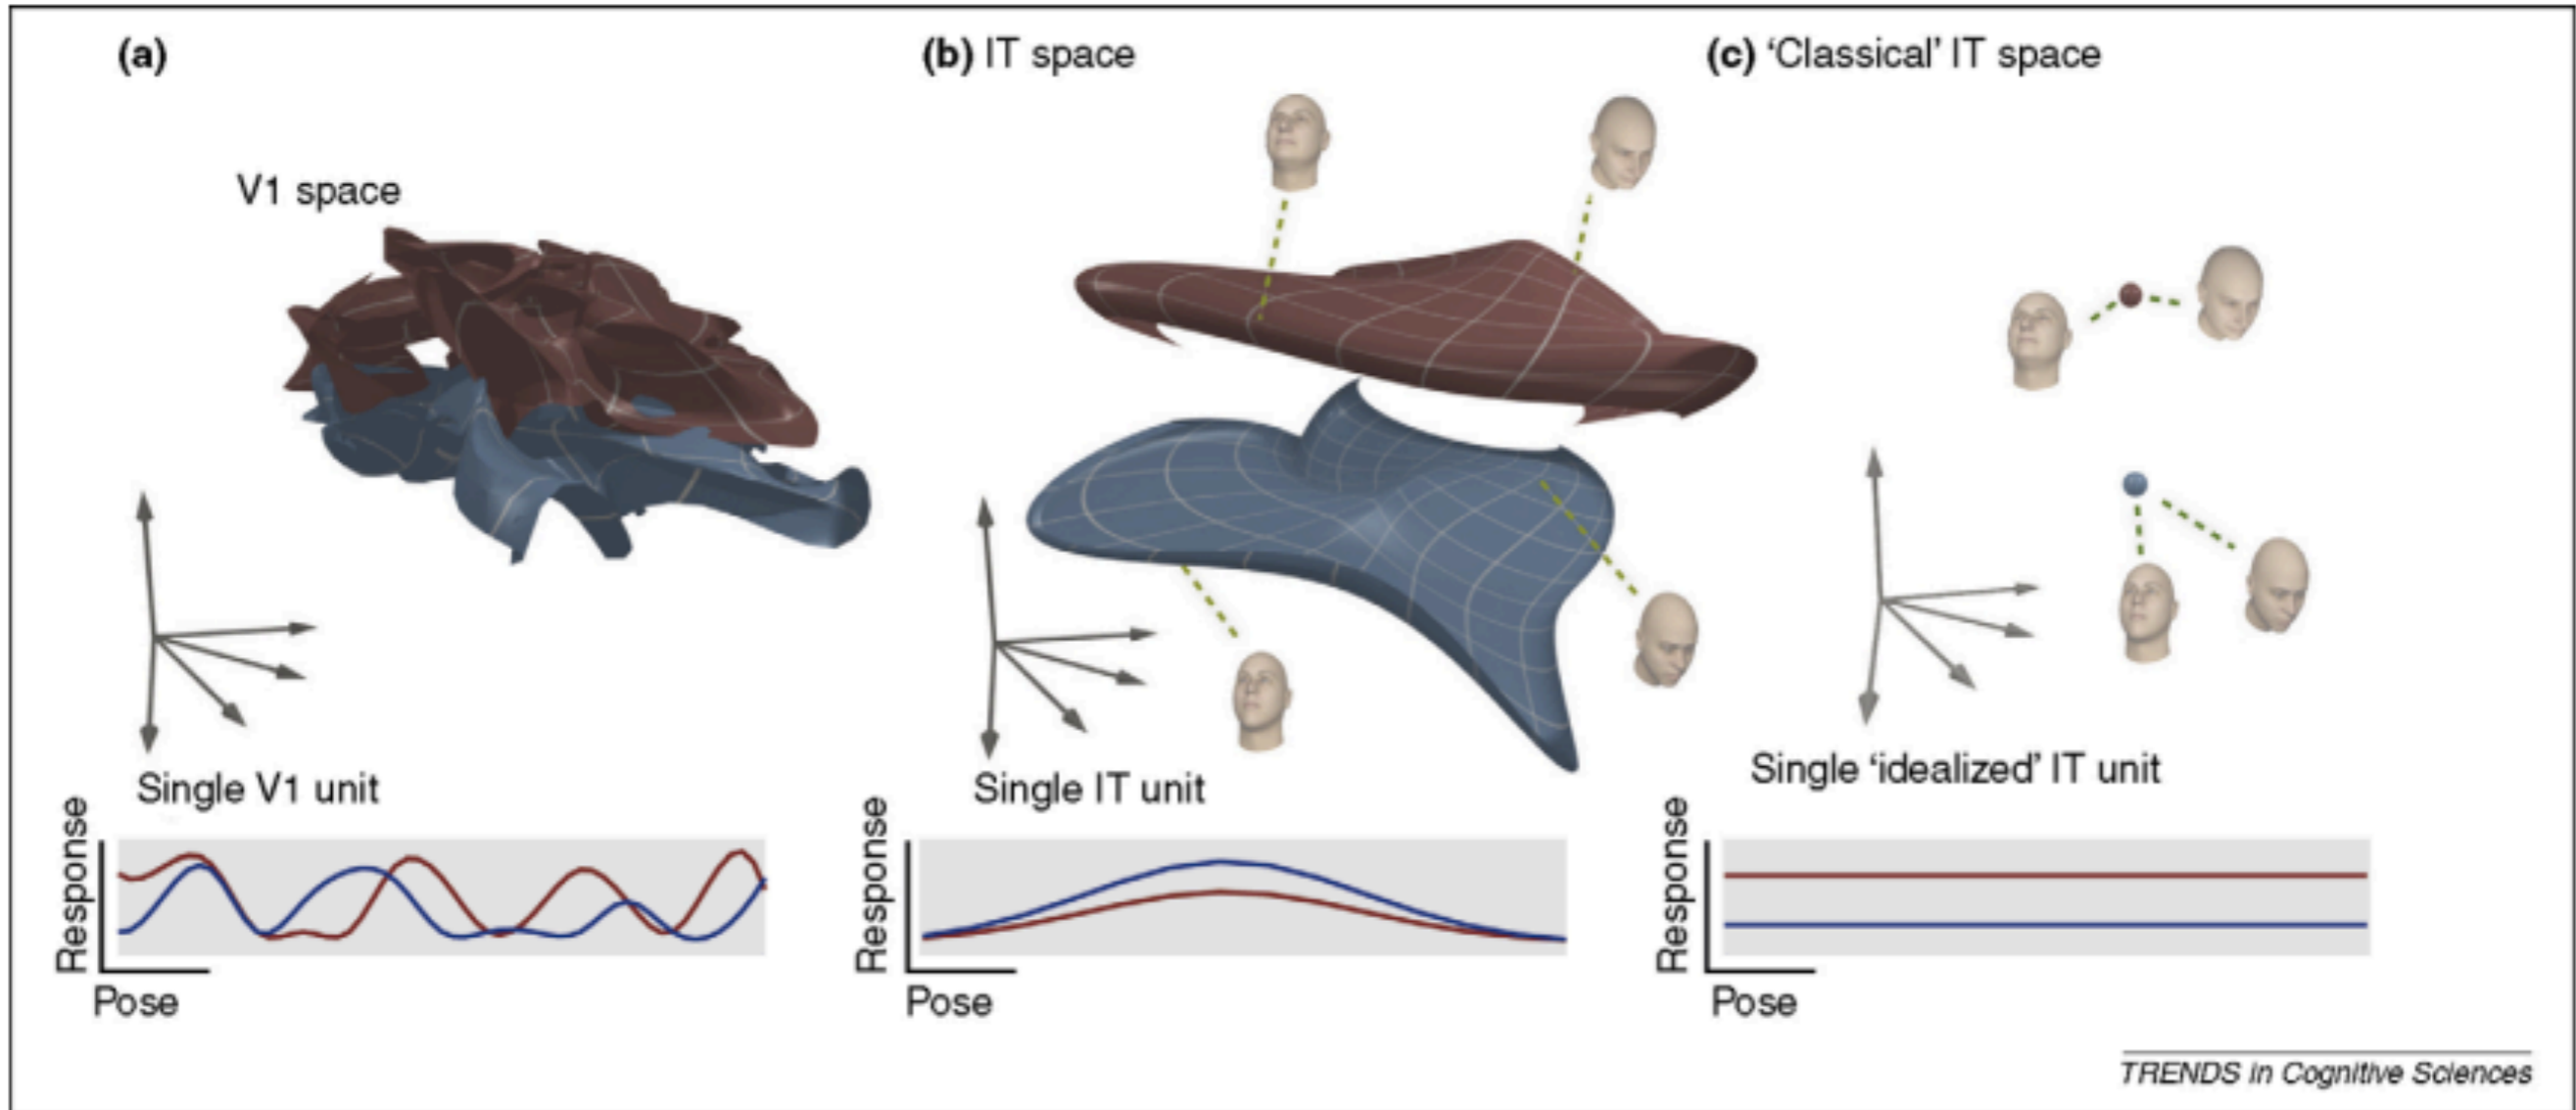 (a)
(b) IT space
(c) ‘Classical’ IT space
V1 space
Single V1 unit
Single IT unit
Single ‘idealized’ IT unit
Response
Pose
Response
Pose
Response
Pose
TRENDS in Cognitive Sciences